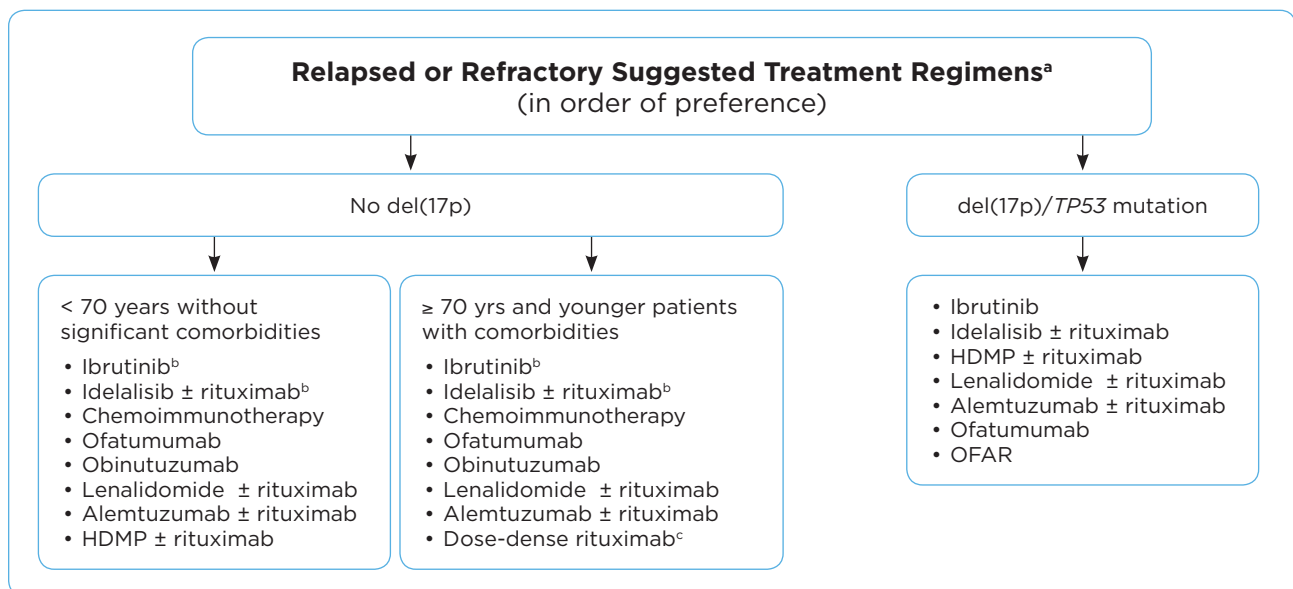 Relapsed or Refractory Suggested Treatment Regimensᵃ
(in order of preference)
No del(17p)
del(17p)/TP53 mutation
< 70 years without
significant comorbidities
• Ibrutinibᵇ
• Idelalisib ± rituximabᵇ
• Chemoimmunotherapy
• Ofatumumab
• Obinutuzumab
• Lenalidomide ± rituximab
• Alemtuzumab ± rituximab
• HDMP ± rituximab
≥ 70 yrs and younger patients
with comorbidities
• Ibrutinibᵇ
• Idelalisib ± rituximabᵇ
• Chemoimmunotherapy
• Ofatumumab
• Obinutuzumab
• Lenalidomide ± rituximab
• Alemtuzumab ± rituximab
• Dose-dense rituximabᶜ
• Ibrutinib
• Idelalisib ± rituximab
• HDMP ± rituximab
• Lenalidomide ± rituximab
• Alemtuzumab ± rituximab
• Ofatumumab
• OFAR